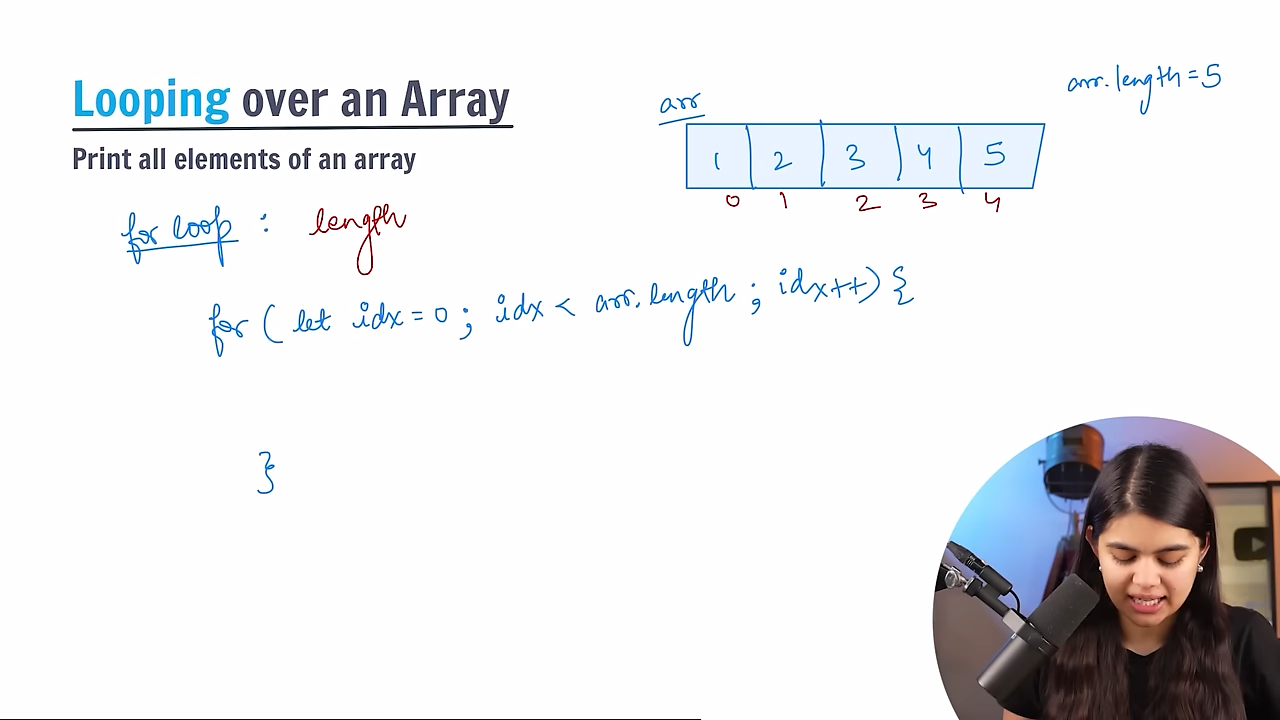 Looping over an Array
Print all elements of an array
arr
arr.length = 5
1 2 3 4 5
0 1 2 3 4
for loop : length
for ( let idx = 0 ; idx < arr.length ; idx++) {
}